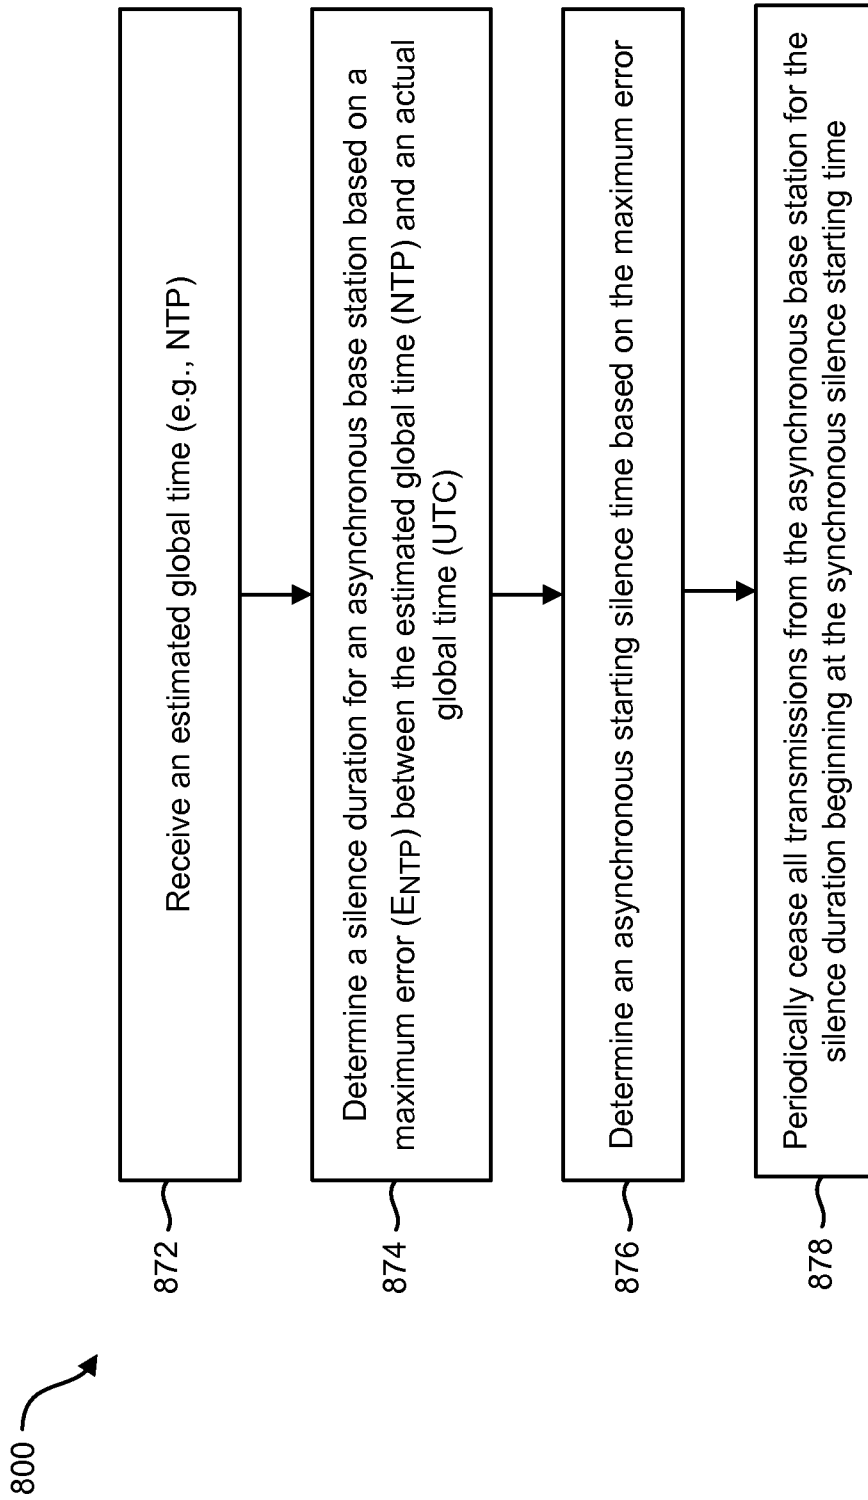 800
872
Receive an estimated global time (e.g., NTP)
874
Determine a silence duration for an asynchronous base station based on a
maximum error (ENTP) between the estimated global time (NTP) and an actual
global time (UTC)
876
Determine an asynchronous starting silence time based on the maximum error
878
Periodically cease all transmissions from the asynchronous base station for the
silence duration beginning at the synchronous silence starting time